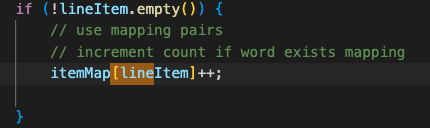 if (!lineItem.empty()) {
// use mapping pairs
// increment count if word exists mapping
itemMap[lineItem]++;
}